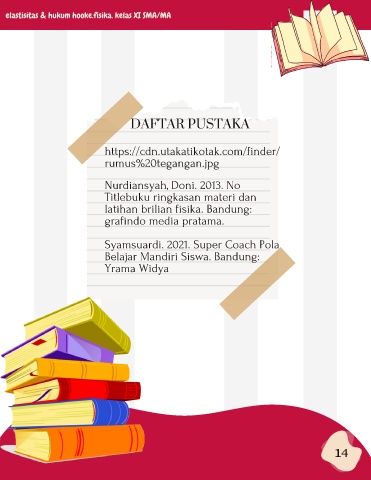 elastisitas & hukum hooke.fisika. kelas XI SMA/MA
DAFTAR PUSTAKA
https://cdn.utakatikotak.com/finder/
rumus%20tegangan.jpg
Nurdiansyah, Doni. 2013. No
Titlebuku ringkasan materi dan
latihan brilian fisika. Bandung:
grafindo media pratama.
Syamsuardi. 2021. Super Coach Pola
Belajar Mandiri Siswa. Bandung:
Yrama Widya
14